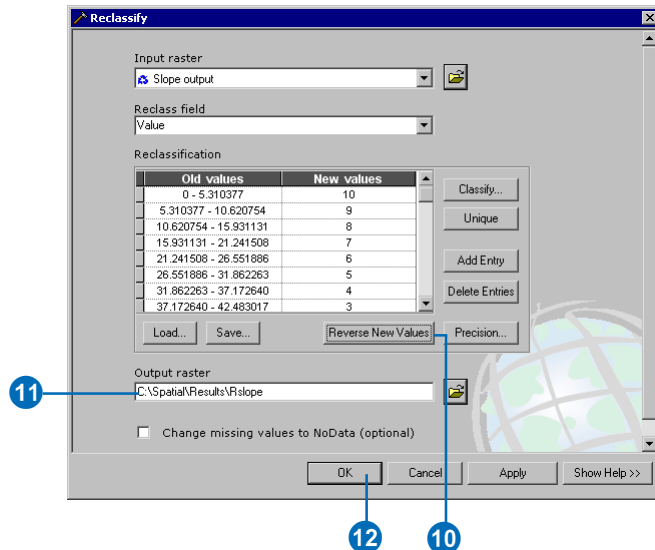 Reclassify
Input raster
Slope output
Reclass field
Value
Reclassification
Old values New values
0 - 5.310377 10
5.310377 - 10.620754 9
10.620754 - 15.931131 8
15.931131 - 21.241508 7
21.241508 - 26.551886 6
26.551886 - 31.862263 5
31.862263 - 37.172640 4
37.172640 - 42.483017 3
Classify...
Unique
Add Entry
Delete Entries
Load... Save... Reverse New Values Precision...
Output raster
11 C:\Spatial\Results\Rslope
Change missing values to NoData (optional)
OK Cancel Apply Show Help >>
12 10